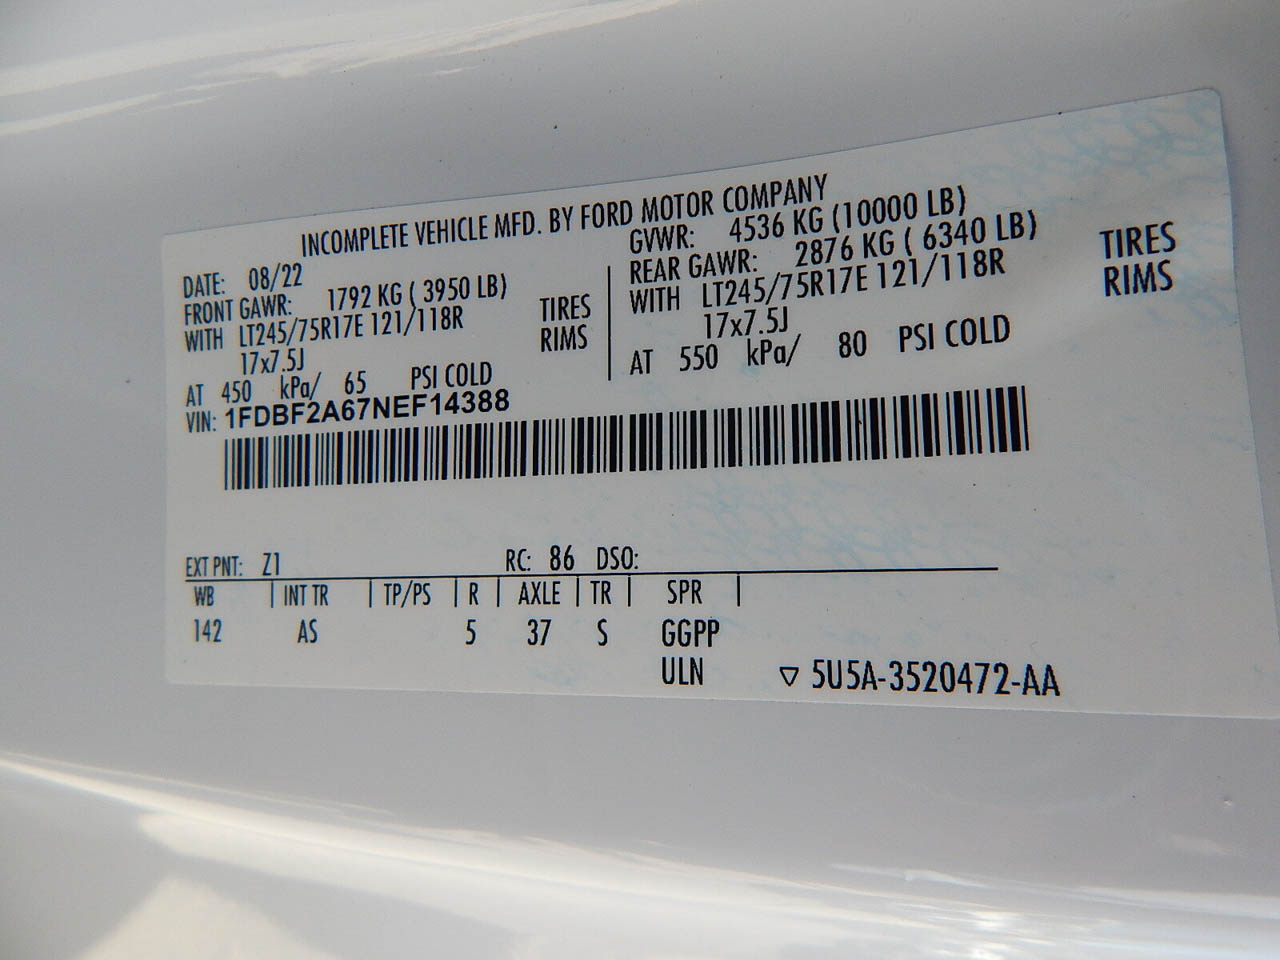 INCOMPLETE VEHICLE MFD. BY FORD MOTOR COMPANY
DATE: 08/22
GVWR: 4536 KG (10000 LB)
FRONT GAWR: 1792 KG ( 3950 LB)
REAR GAWR: 2876 KG ( 6340 LB)
WITH LT245/75R17E 121/118R TIRES
17x7.5J RIMS
AT 450 kPa/ 65 PSI COLD
WITH LT245/75R17E 121/118R TIRES
17x7.5J RIMS
AT 550 kPa/ 80 PSI COLD
VIN: 1FDBF2A67NEF14388
EXT PNT: Z1 RC: 86 DSO:
WB | INT TR | TP/PS | R | AXLE | TR | SPR |
142 AS 5 37 S GGPP
ULN ▽ 5U5A-3520472-AA